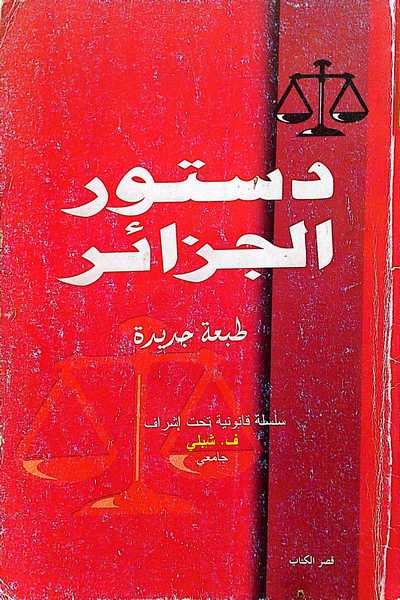 دستور
الجزائر
طبعة جديدة
سلسلة قانونية تحت إشراف
ف. شبلي
جامعي
قصر الكتاب